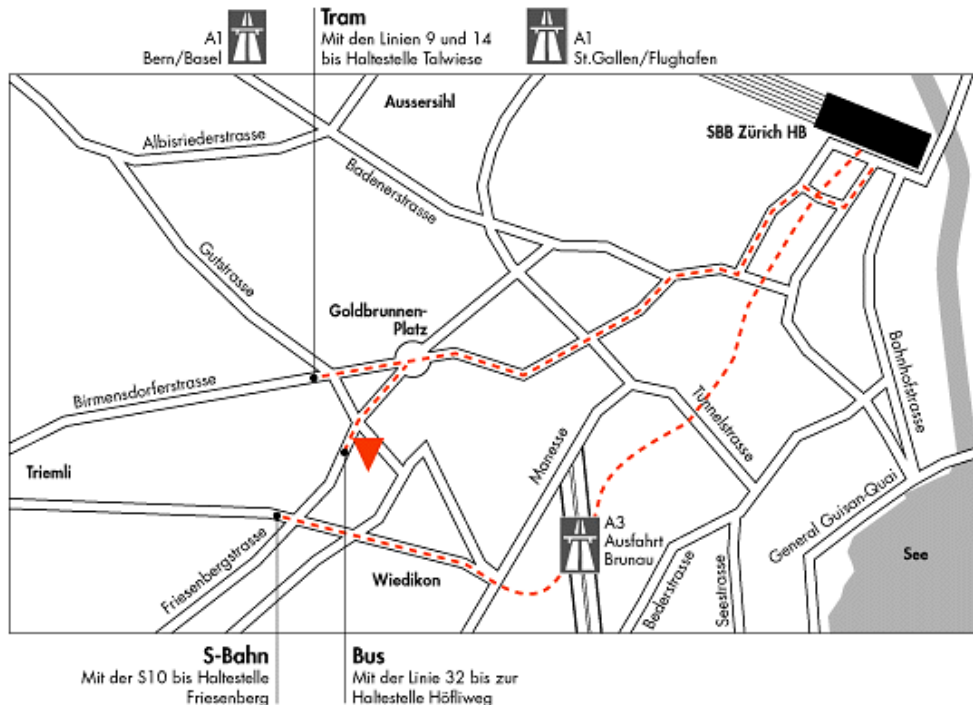 A1
Bern/Basel
Tram
Mit den Linien 9 und 14
bis Haltestelle Talwiese
A1
St.Gallen/Flughafen
Aussersihl
SBB Zürich HB
Albisriederstrasse
Badenerstrasse
Gutstrasse
Goldbrunnen-
Platz
Birmensdorferstrasse
Bahnhofstrasse
Tunnelstrasse
Triemli
Manesse
General Guisan-Quai
A3
Ausfahrt
Brunau
See
Friesenbergstrasse
Wiedikon
Bederstrasse
Seestrasse
S-Bahn
Mit der S10 bis Haltestelle
Friesenberg
Bus
Mit der Linie 32 bis zur
Haltestelle Höfliweg